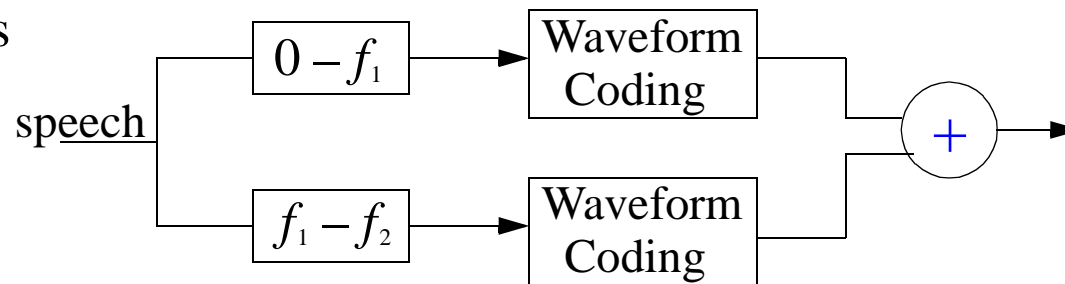 s
speech
0 – f₁
Waveform
Coding
+
f₁ – f₂
Waveform
Coding